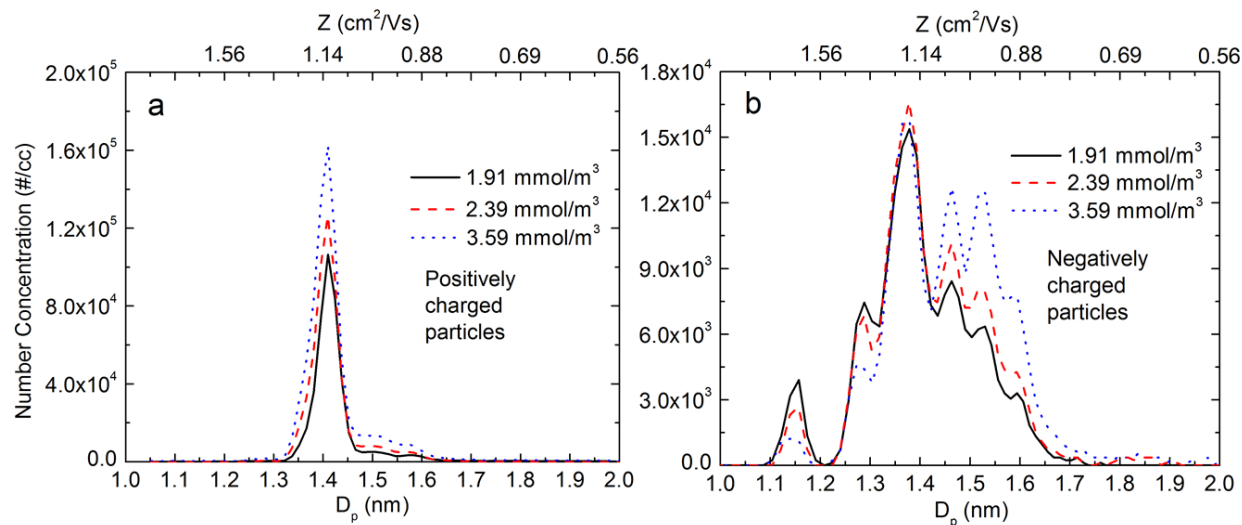 Z (cm²/Vs)
1.56 1.14 0.88 0.69 0.56
2.0x10⁵
1.6x10⁵
1.2x10⁵
8.0x10⁴
4.0x10⁴
0.0
Number Concentration (#/cc)
a
1.91 mmol/m³
2.39 mmol/m³
3.59 mmol/m³
Positively
charged
particles
1.0 1.1 1.2 1.3 1.4 1.5 1.6 1.7 1.8 1.9 2.0
Dₚ (nm)
Z (cm²/Vs)
1.56 1.14 0.88 0.69 0.56
1.8x10⁴
1.5x10⁴
1.2x10⁴
9.0x10³
6.0x10³
3.0x10³
0.0
b
1.91 mmol/m³
2.39 mmol/m³
3.59 mmol/m³
Negatively
charged
particles
1.0 1.1 1.2 1.3 1.4 1.5 1.6 1.7 1.8 1.9 2.0
Dₚ (nm)